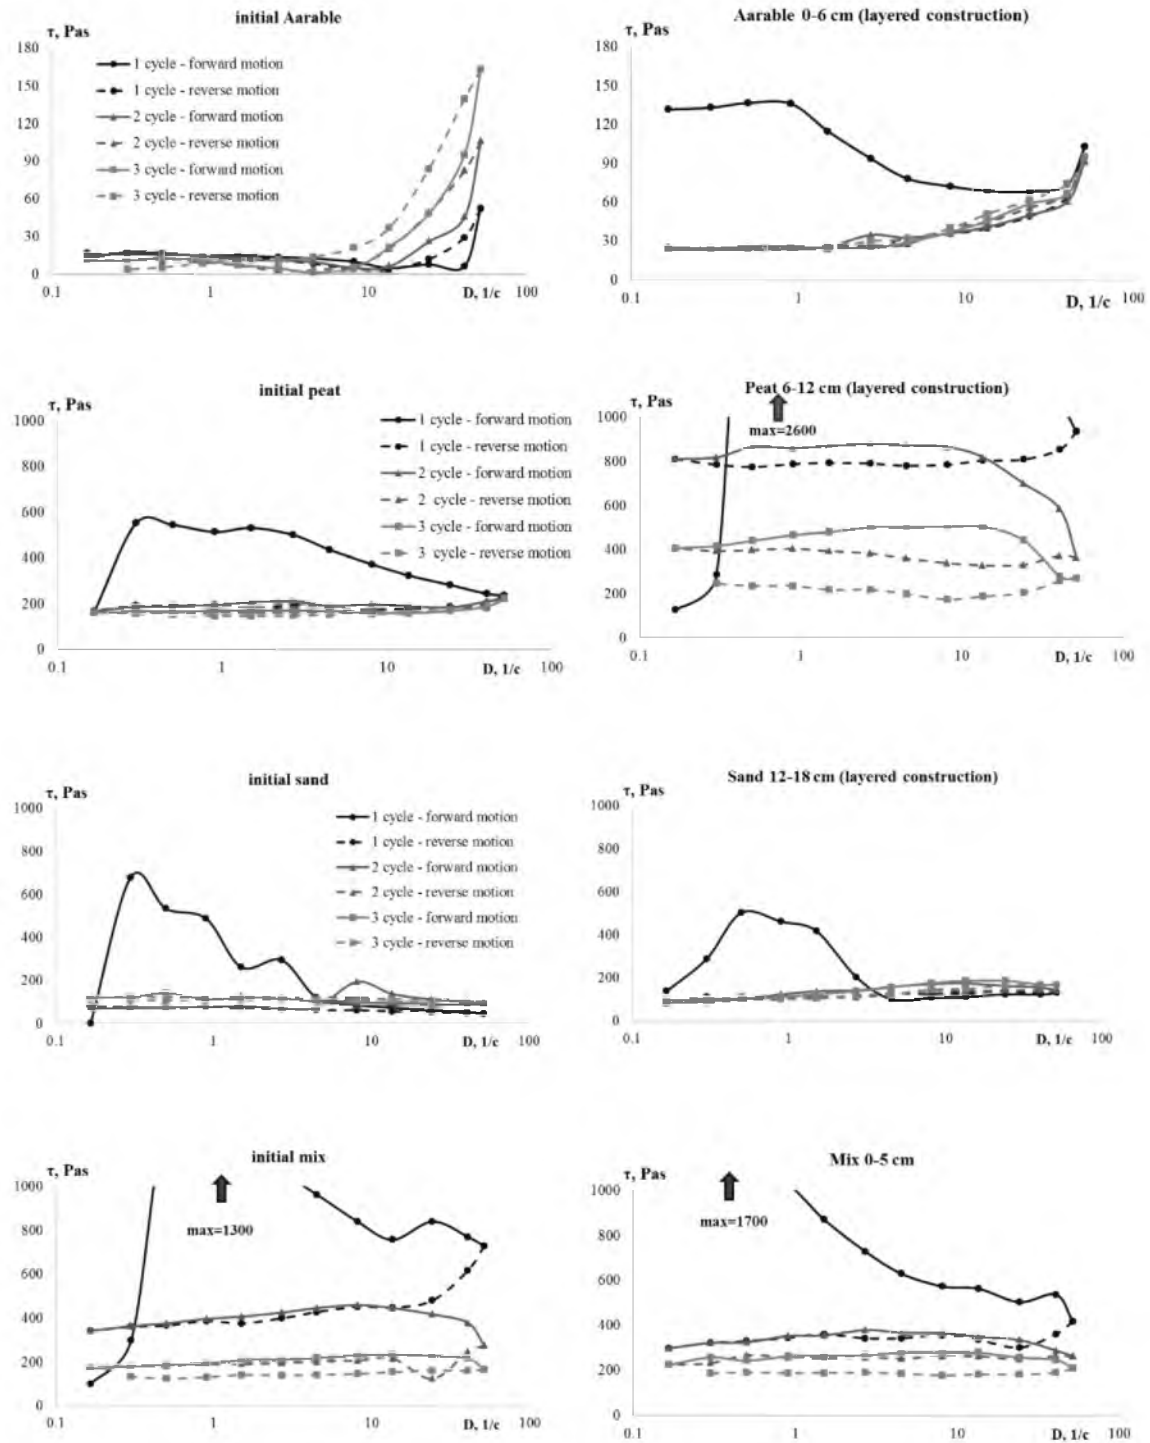 initial Aarable
τ, Pas
180
150
120
90
60
30
0
0.1
1
10
D, 1/c
100
1 cycle - forward motion
1 cycle - reverse motion
2 cycle - forward motion
2 cycle - reverse motion
3 cycle - forward motion
3 cycle - reverse motion
Aarable 0-6 cm (layered construction)
τ, Pas
180
150
120
90
60
30
0
0.1
1
10
D, 1/c
100
initial peat
τ, Pas
1000
800
600
400
200
0
0.1
1
10
D, 1/c
100
1 cycle - forward motion
1 cycle - reverse motion
2 cycle - forward motion
2 cycle - reverse motion
3 cycle - forward motion
3 cycle - reverse motion
Peat 6-12 cm (layered construction)
τ, Pas
max=2600
1000
800
600
400
200
0
0.1
1
10
D, 1/c
100
initial sand
τ, Pas
1000
800
600
400
200
0
0.1
1
10
D, 1/c
100
1 cycle - forward motion
1 cycle - reverse motion
2 cycle - forward motion
2 cycle - reverse motion
3 cycle - forward motion
3 cycle - reverse motion
Sand 12-18 cm (layered construction)
τ, Pas
1000
800
600
400
200
0
0.1
1
10
D, 1/c
100
initial mix
τ, Pas
max=1300
1000
800
600
400
200
0
0.1
1
10
D, 1/c
100
Mix 0-5 cm
τ, Pas
max=1700
1000
800
600
400
200
0
0.1
1
10
D, 1/c
100